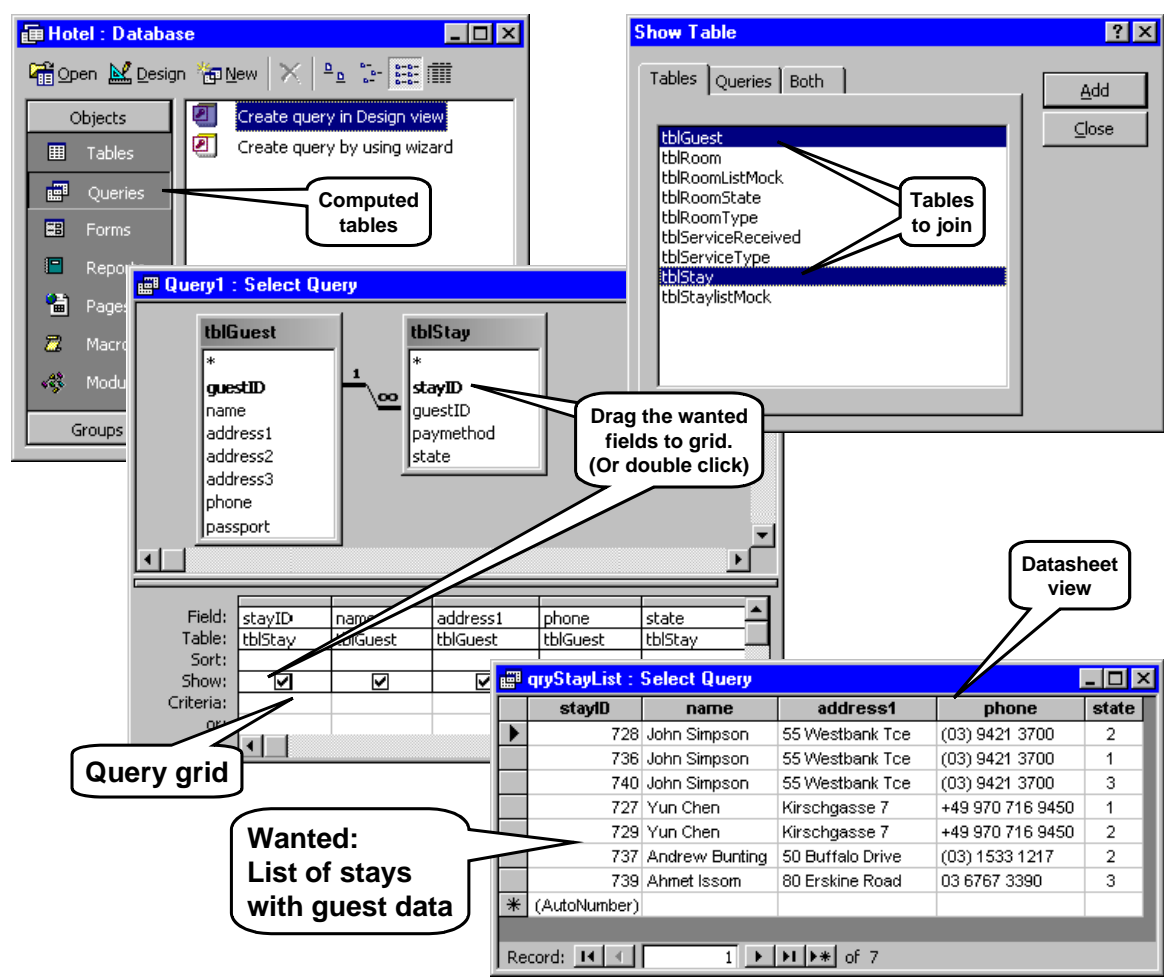 Hotel : Database
Open Design New
Objects
Tables
Queries
Forms
Reports
Pages
Macro
Modu
Groups
Create query in Design view
Create query by using wizard
Computed
tables
Show Table
Tables Queries Both
Add
Close
tblGuest
tblRoom
tblRoomListMock
tblRoomState
tblRoomType
tblServiceReceived
tblServiceType
tblStay
tblStaylistMock
Tables
to join
Query1 : Select Query
tblGuest
*
guestID
name
address1
address2
address3
phone
passport
1 ∞
tblStay
*
stayID
guestID
paymethod
state
Drag the wanted
fields to grid.
(Or double click)
Field: stayID name address1 phone state
Table: tblStay tblGuest tblGuest tblGuest tblStay
Sort:
Show:
Criteria:
or:
Query grid
Datasheet
view
qryStayList : Select Query
stayID name address1 phone state
728 John Simpson 55 Westbank Tce (03) 9421 3700 2
736 John Simpson 55 Westbank Tce (03) 9421 3700 1
740 John Simpson 55 Westbank Tce (03) 9421 3700 3
727 Yun Chen Kirschgasse 7 +49 970 716 9450 1
729 Yun Chen Kirschgasse 7 +49 970 716 9450 2
737 Andrew Bunting 50 Buffalo Drive (03) 1533 1217 2
739 Ahmet Issom 80 Erskine Road 03 6767 3390 3
(AutoNumber)
Record: 1 of 7
Wanted:
List of stays
with guest data